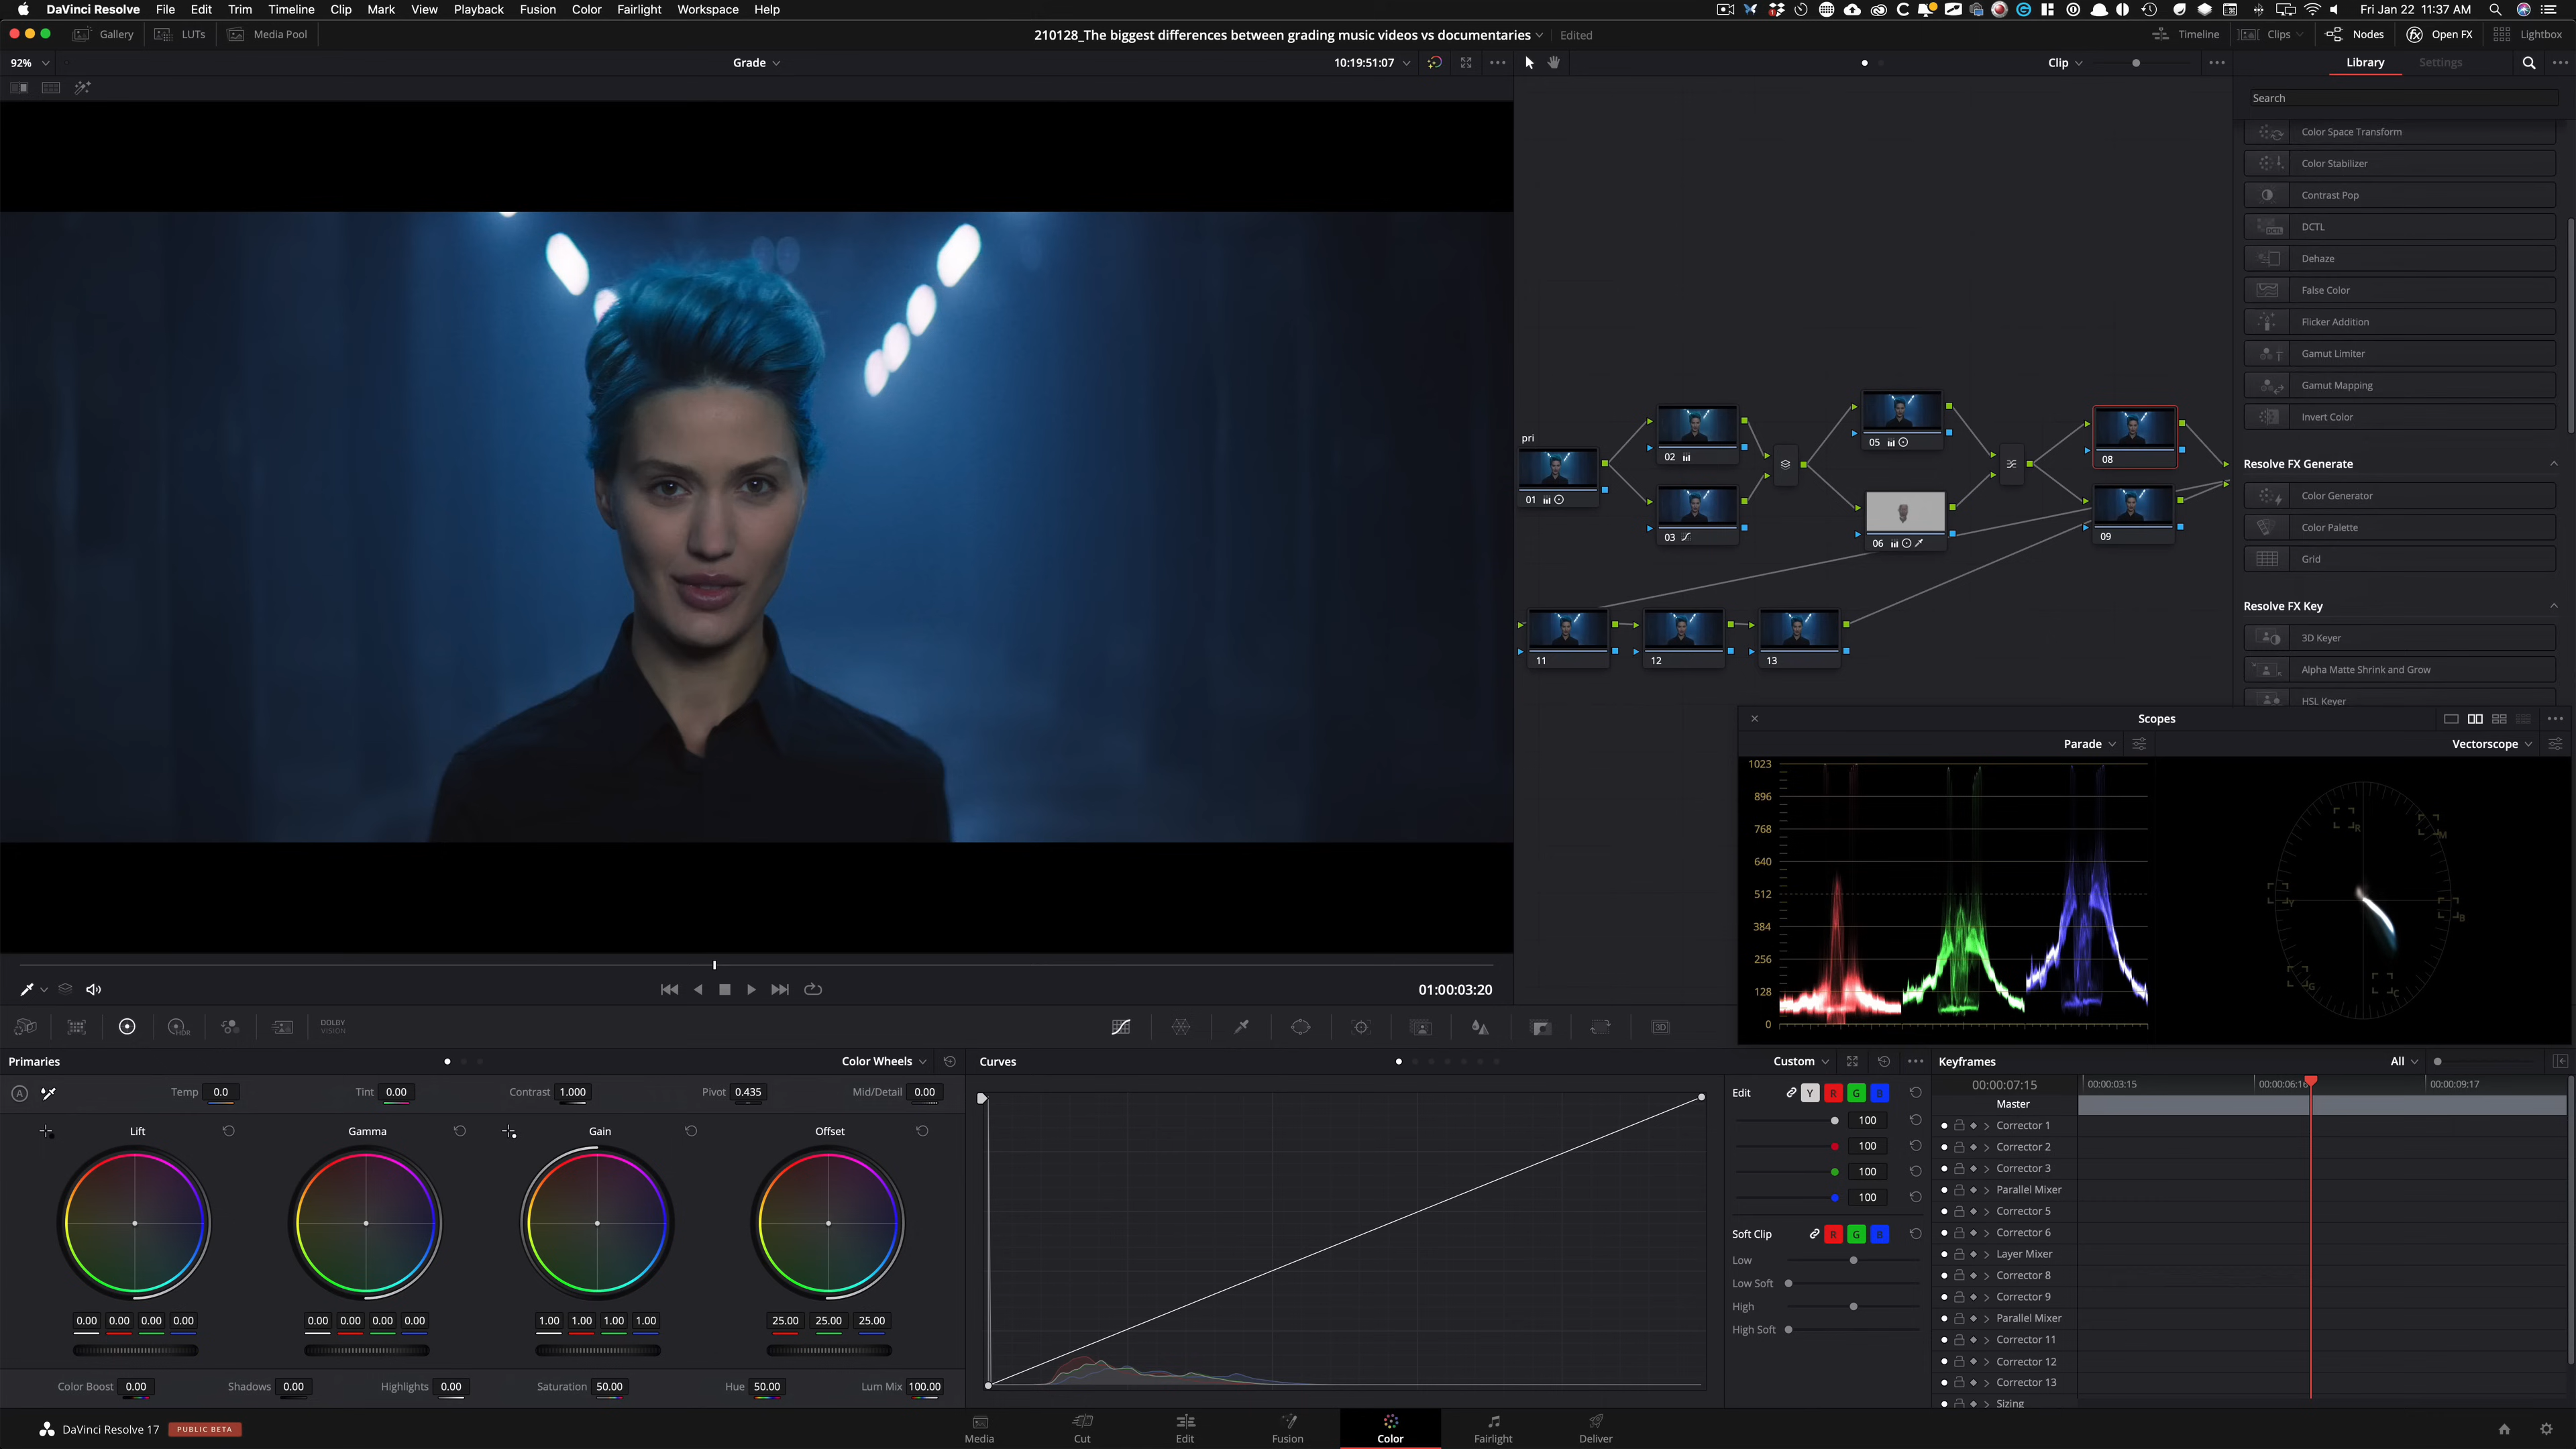 DaVinci Resolve File Edit Trim Timeline Clip Mark View Playback Fusion Color Fairlight Workspace Help Fri Jan 22 11:37 AM
Gallery LUTs Media Pool 210128_The biggest differences between grading music videos vs documentaries Edited Timeline Clips Nodes Open FX Lightbox
92% Grade 10:19:51:07 Clip Library Settings
Search
Color Space Transform
Color Stabilizer
Contrast Pop
DCTL
Dehaze
False Color
Flicker Addition
Gamut Limiter
Gamut Mapping
Invert Color
Resolve FX Generate
Color Generator
Color Palette
Grid
Resolve FX Key
3D Keyer
Alpha Matte Shrink and Grow
HSL Keyer
pri
01
02
03
05
06
08
09
11 12 13
Scopes
Parade Vectorscope
1023
896
768
640
512
384
256
128
0
R
M
B
C
G
Y
01:00:03:20
HDR
DOLBY
VISION
3D
Primaries Color Wheels
Temp 0.0 Tint 0.00 Contrast 1.000 Pivot 0.435 Mid/Detail 0.00
Lift Gamma Gain Offset
0.00 0.00 0.00 0.00 0.00 0.00 0.00 0.00 1.00 1.00 1.00 1.00 25.00 25.00 25.00
Color Boost 0.00 Shadows 0.00 Highlights 0.00 Saturation 50.00 Hue 50.00 Lum Mix 100.00
Curves Custom
Edit Y R G B
100
100
100
100
Soft Clip R G B
Low
Low Soft
High
High Soft
Keyframes All
00:00:07:15 00:00:03:15 00:00:06:16 00:00:09:17
Master
Corrector 1
Corrector 2
Corrector 3
Parallel Mixer
Corrector 5
Corrector 6
Layer Mixer
Corrector 8
Corrector 9
Parallel Mixer
Corrector 11
Corrector 12
Corrector 13
Sizing
DaVinci Resolve 17 PUBLIC BETA
Media Cut Edit Fusion Color Fairlight Deliver